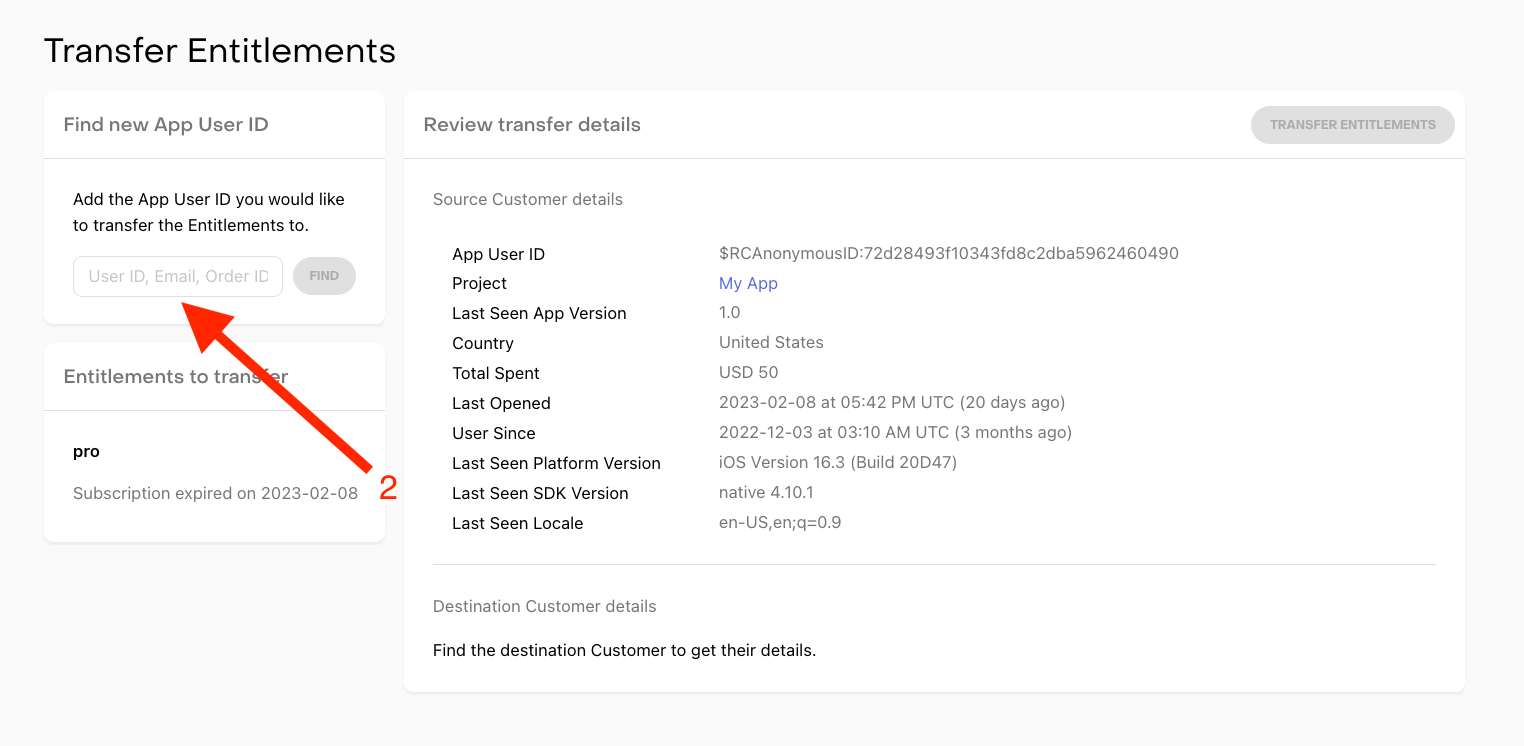 Transfer Entitlements
Find new App User ID
Add the App User ID you would like
to transfer the Entitlements to.
User ID, Email, Order ID
FIND
Entitlements to transfer
pro
Subscription expired on 2023-02-08
2
Review transfer details
TRANSFER ENTITLEMENTS
Source Customer details
App User ID $RCAnonymousID:72d28493f10343fd8c2dba5962460490
Project My App
Last Seen App Version 1.0
Country United States
Total Spent USD 50
Last Opened 2023-02-08 at 05:42 PM UTC (20 days ago)
User Since 2022-12-03 at 03:10 AM UTC (3 months ago)
Last Seen Platform Version iOS Version 16.3 (Build 20D47)
Last Seen SDK Version native 4.10.1
Last Seen Locale en-US,en;q=0.9
Destination Customer details
Find the destination Customer to get their details.